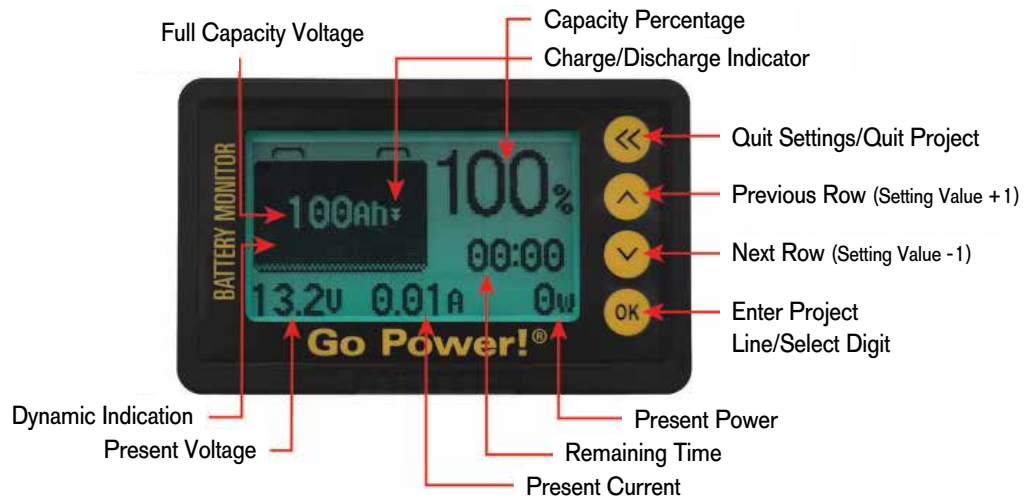 Full Capacity Voltage
Capacity Percentage
Charge/Discharge Indicator
BATTERY MONITOR
100Ah
100%
00:00
13.2V 0.01A 0W
Go Power!®
OK
Quit Settings/Quit Project
Previous Row (Setting Value +1)
Next Row (Setting Value -1)
Enter Project
Line/Select Digit
Dynamic Indication
Present Voltage
Present Power
Remaining Time
Present Current